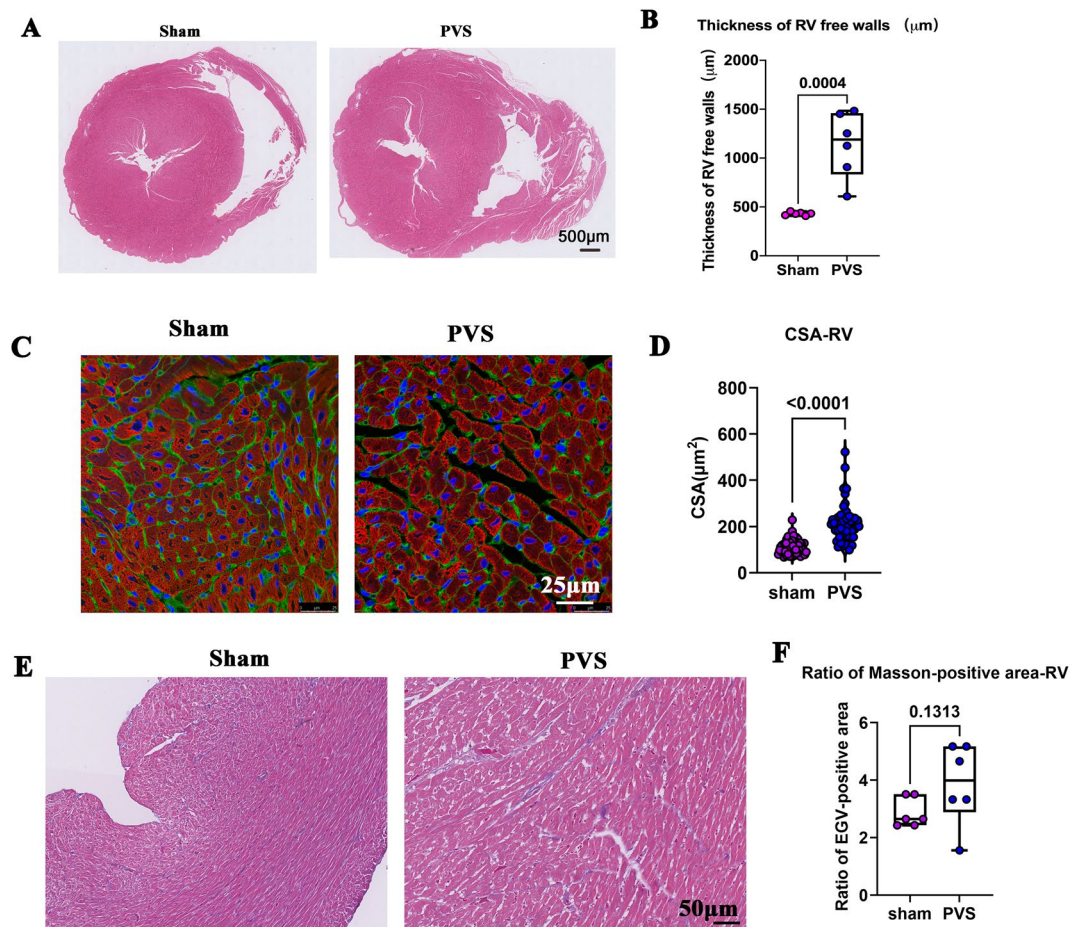 A
Sham
PVS
500μm
B
Thickness of RV free walls (μm)
Thickness of RV free walls (μm)
2000
1500
1000
500
0
0.0004
Sham
PVS
C
Sham
PVS
25μm
D
CSA-RV
CSA(μm²)
800
600
400
200
0
<0.0001
sham
PVS
E
Sham
PVS
50μm
F
Ratio of Masson-positive area-RV
Ratio of EGV-positive area
6
4
2
0
0.1313
sham
PVS